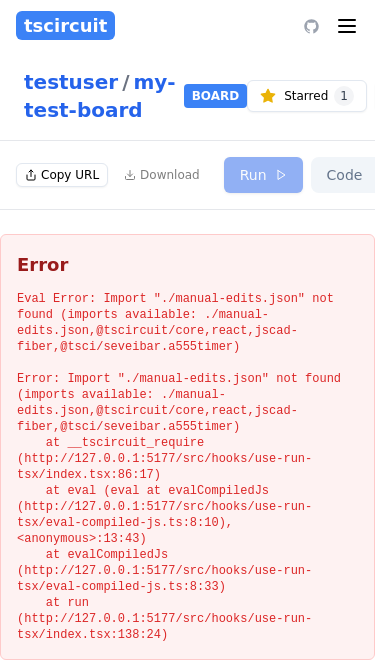 tscircuit
testuser / my-
test-board
BOARD
Starred 1
Copy URL
Download
Run
Code
Error
Eval Error: Import "./manual-edits.json" not
found (imports available: ./manual-
edits.json,@tscircuit/core,react,jscad-
fiber,@tsci/seveibar.a555timer)
Error: Import "./manual-edits.json" not found
(imports available: ./manual-
edits.json,@tscircuit/core,react,jscad-
fiber,@tsci/seveibar.a555timer)
    at __tscircuit_require
(http://127.0.0.1:5177/src/hooks/use-run-
tsx/index.tsx:86:17)
    at eval (eval at evalCompiledJs
(http://127.0.0.1:5177/src/hooks/use-run-
tsx/eval-compiled-js.ts:8:10),
<anonymous>:13:43)
    at evalCompiledJs
(http://127.0.0.1:5177/src/hooks/use-run-
tsx/eval-compiled-js.ts:8:33)
    at run
(http://127.0.0.1:5177/src/hooks/use-run-
tsx/index.tsx:138:24)